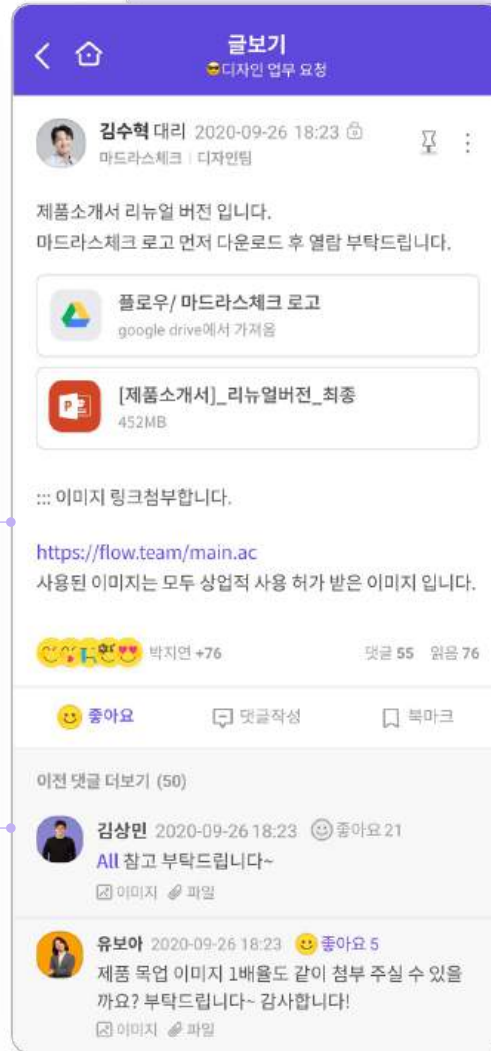 글보기
디자인 업무 요청
김수혁 대리 2020-09-26 18:23
마드라스체크 | 디자인팀
제품소개서 리뉴얼 버전 입니다.
마드라스체크 로고 먼저 다운로드 후 열람 부탁드립니다.
플로우/ 마드라스체크 로고
google drive에서 가져옴
[제품소개서]_리뉴얼버전_최종
452MB
::: 이미지 링크첨부합니다.
https://flow.team/main.ac
사용된 이미지는 모두 상업적 사용 허가 받은 이미지 입니다.
박지연 +76 댓글 55 읽음 76
좋아요 댓글작성 북마크
이전 댓글 더보기 (50)
김상민 2020-09-26 18:23 좋아요 21
All 참고 부탁드립니다~
이미지 파일
유보아 2020-09-26 18:23 좋아요 5
제품 목업 이미지 1배율도 같이 첨부 주실 수 있을
까요? 부탁드립니다~ 감사합니다!
이미지 파일